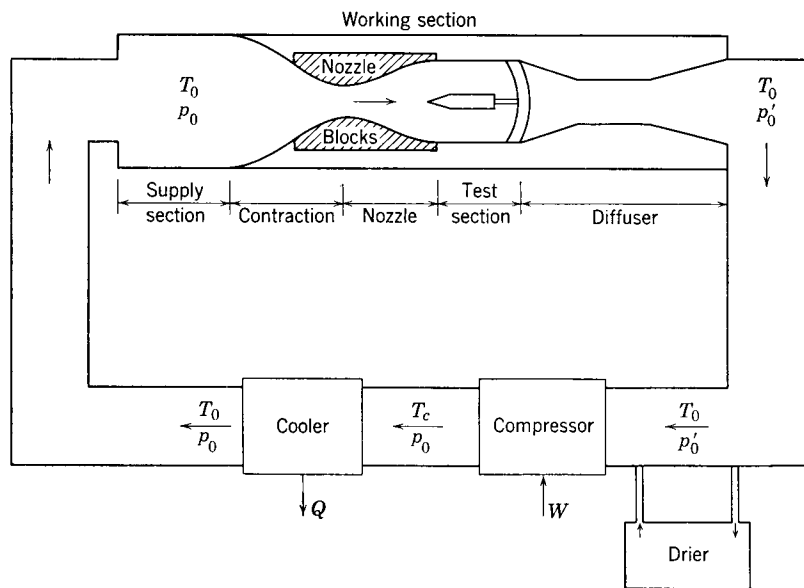 Working section
Nozzle
Blocks
T₀
p₀
T₀
p₀′
Supply
section
Contraction
Nozzle
Test
section
Diffuser
T₀
p₀
Cooler
T_c
p₀
Compressor
T₀
p₀′
Q
W
Drier